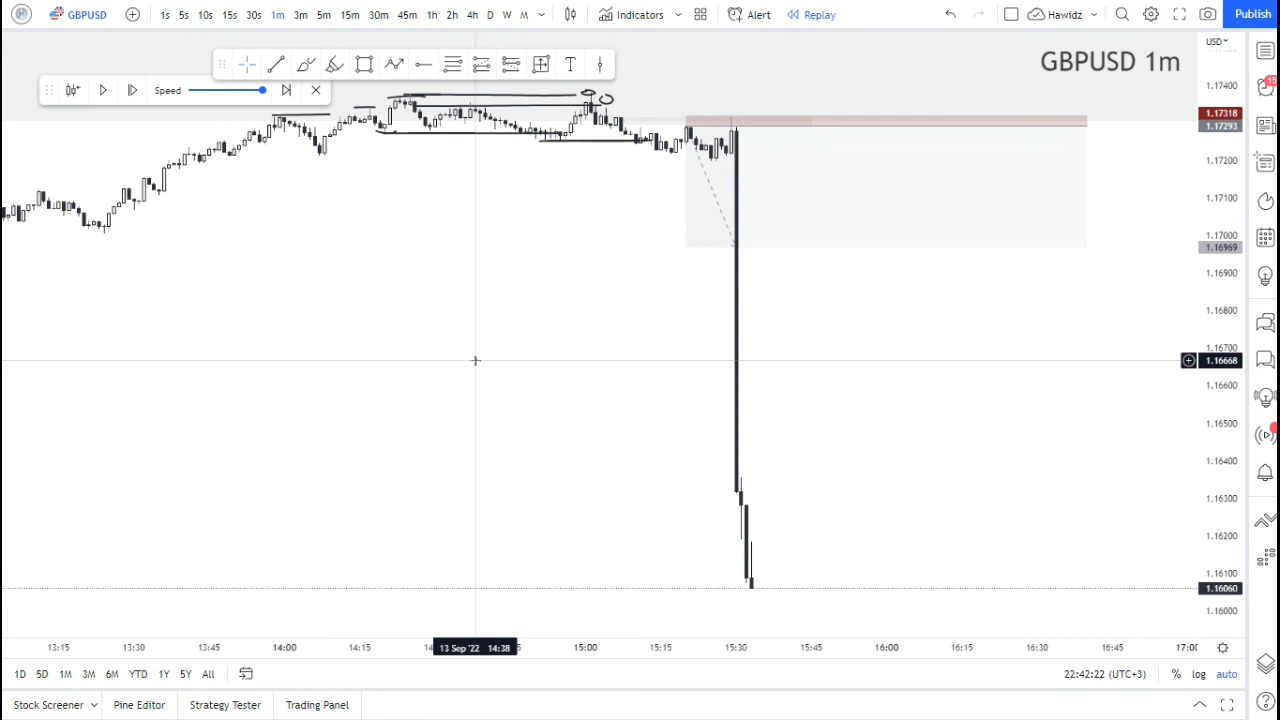 GBPUSD 1s 5s 10s 15s 30s 1m 3m 5m 15m 30m 45m 1h 2h 4h D W M Indicators Alert Replay Hawidz Publish
USD
GBPUSD 1m
Speed
15
1.17400
1.17318
1.17293
1.17200
1.17100
1.17000
1.16969
1.16900
1.16800
1.16700
1.16668
1.16600
1.16500
1.16400
1.16300
1.16200
1.16100
1.16060
1.16000
13:15 13:30 13:45 14:00 14:15 13 Sep '22 14:38 15:00 15:15 15:30 15:45 16:00 16:15 16:30 16:45 17:00
1D 5D 1M 3M 6M YTD 1Y 5Y All 22:42:22 (UTC+3) % log auto
Stock Screener Pine Editor Strategy Tester Trading Panel